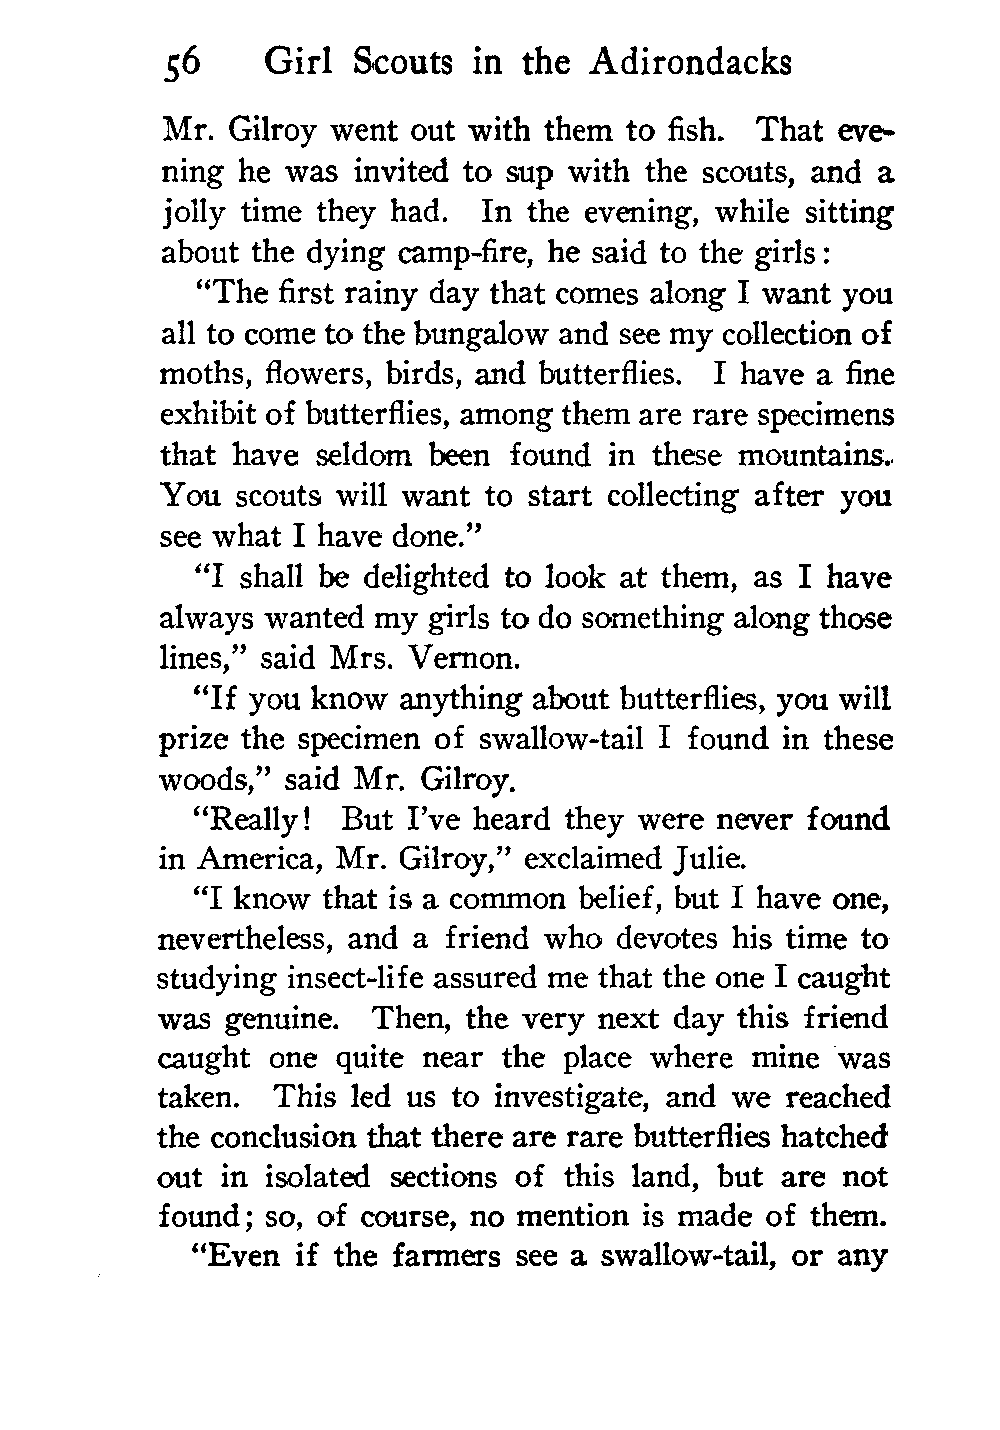 56 Girl Scouts in the Adirondacks
Mr. Gilroy went out with them to fish. That eve-
ning he was invited to sup with the scouts, and a
jolly time they had. In the evening, while sitting
about the dying camp-fire, he said to the girls:
“The first rainy day that comes along I want you
all to come to the bungalow and see my collection of
moths, flowers, birds, and butterflies. I have a fine
exhibit of butterflies, among them are rare specimens
that have seldom been found in these mountains.
You scouts will want to start collecting after you
see what I have done.”
“I shall be delighted to look at them, as I have
always wanted my girls to do something along those
lines,” said Mrs. Vernon.
“If you know anything about butterflies, you will
prize the specimen of swallow-tail I found in these
woods,” said Mr. Gilroy.
“Really! But I’ve heard they were never found
in America, Mr. Gilroy,” exclaimed Julie.
“I know that is a common belief, but I have one,
nevertheless, and a friend who devotes his time to
studying insect-life assured me that the one I caught
was genuine. Then, the very next day this friend
caught one quite near the place where mine was
taken. This led us to investigate, and we reached
the conclusion that there are rare butterflies hatched
out in isolated sections of this land, but are not
found; so, of course, no mention is made of them.
“Even if the farmers see a swallow-tail, or any